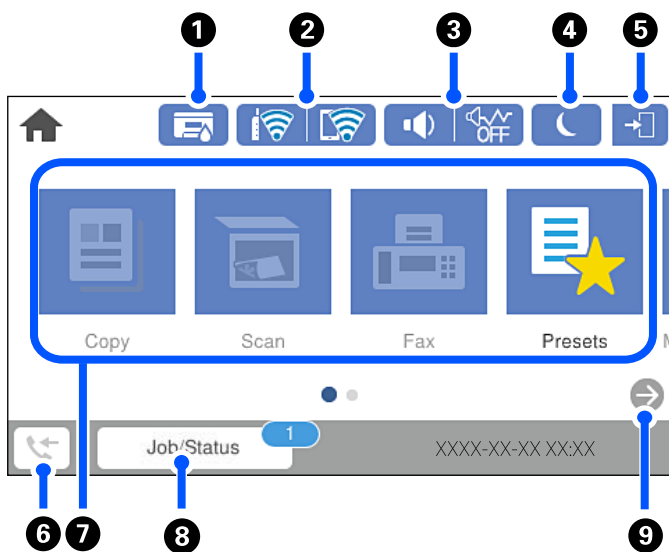 1 2 3 4 5
OFF
Copy Scan Fax Presets
Job/Status 1 XXXX-XX-XX XX:XX
6 7 8 9